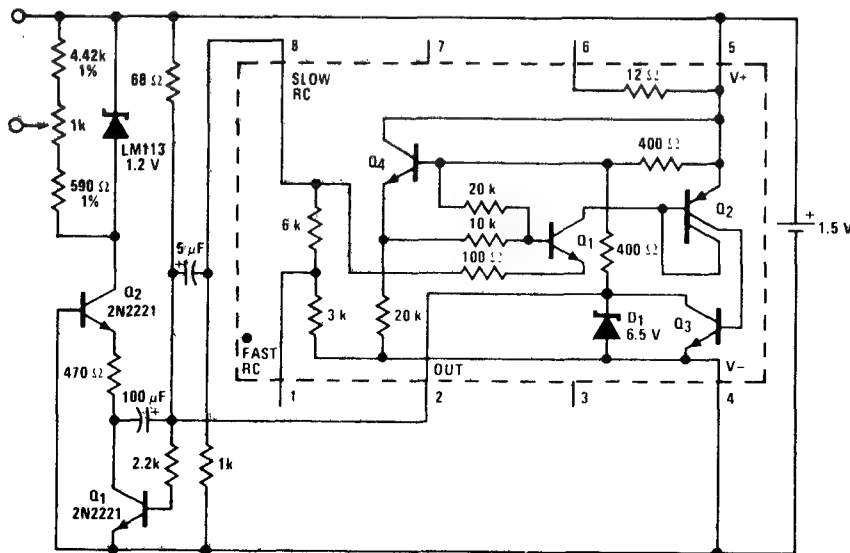 4.42k
1%
1k
590 Ω
1%
LM113
1.2 V
68 Ω
5 µF
+
Q2
2N2221
470 Ω
100 µF
+
2.2k
1k
Q1
2N2221
8
7
6
5
SLOW
RC
12 Ω
V+
Q4
400 Ω
20 k
10 k
100 Ω
Q1
Q2
6 k
400 Ω
3 k
20 k
D1
6.5 V
Q3
FAST
RC
OUT
V−
1
2
3
4
+
1.5 V